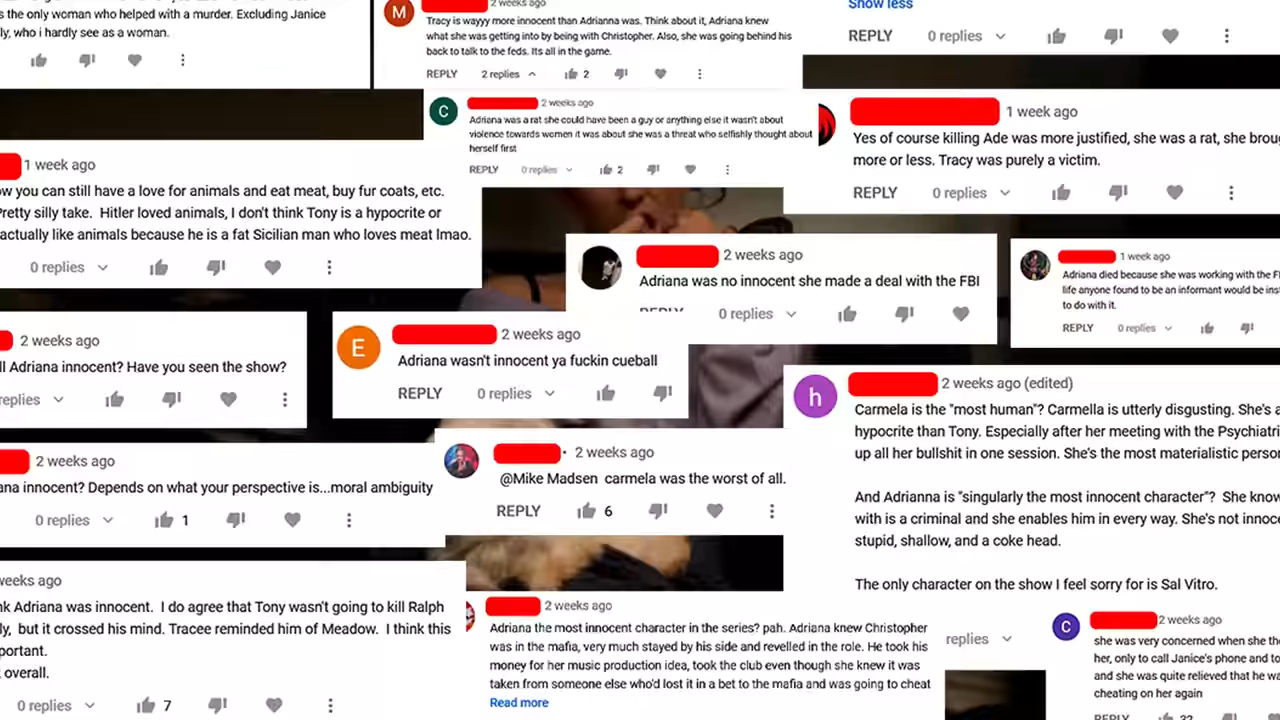 s the only woman who helped with a murder. Excluding Janice
ly, who i hardly see as a woman.
M
2 weeks ago
Tracy is wayyy more innocent than Adrianna was. Think about it, Adriana knew
what she was getting into by being with Christopher. Also, she was going behind his
back to talk to the feds. Its all in the game.
REPLY 2 replies 2
Show less
REPLY 0 replies
C
2 weeks ago
Adriana was a rat she could have been a guy or anything else it wasn't about
violence towards women it was about she was a threat who selfishly thought about
herself first
REPLY 0 replies 2
1 week ago
Yes of course killing Ade was more justified, she was a rat, she brou
more or less. Tracy was purely a victim.
REPLY 0 replies
1 week ago
ow you can still have a love for animals and eat meat, buy fur coats, etc.
Pretty silly take. Hitler loved animals, I don't think Tony is a hypocrite or
actually like animals because he is a fat Sicilian man who loves meat lmao.
0 replies
2 weeks ago
Adriana was no innocent she made a deal with the FBI
REPLY 0 replies
1 week ago
Adriana died because she was working with the F
life anyone found to be an informant would be ins
to do with it.
REPLY 0 replies
2 weeks ago
ll Adriana innocent? Have you seen the show?
replies
E
2 weeks ago
Adriana wasn't innocent ya fuckin cueball
REPLY 0 replies
h
2 weeks ago (edited)
Carmela is the "most human"? Carmella is utterly disgusting. She's a
hypocrite than Tony. Especially after her meeting with the Psychiatri
up all her bullshit in one session. She's the most materialistic perso
And Adrianna is "singularly the most innocent character"? She know
with is a criminal and she enables him in every way. She's not innoc
stupid, shallow, and a coke head.
The only character on the show I feel sorry for is Sal Vitro.
2 weeks ago
ana innocent? Depends on what your perspective is...moral ambiguity
0 replies 1
2 weeks ago
@Mike Madsen carmela was the worst of all.
REPLY 6
weeks ago
nk Adriana was innocent. I do agree that Tony wasn't going to kill Ralph
ly, but it crossed his mind. Tracee reminded him of Meadow. I think this
portant.
overall.
0 replies 7
2 weeks ago
Adriana the most innocent character in the series? pah. Adriana knew Christopher
was in the mafia, very much stayed by his side and revelled in the role. He took his
money for her music production idea, took the club even though she knew it was
taken from someone else who'd lost it in a bet to the mafia and was going to cheat
Read more
replies
C
2 weeks ago
she was very concerned when she th
her, only to call Janice's phone and to
and she was quite relieved that he wa
cheating on her again
REPLY 32